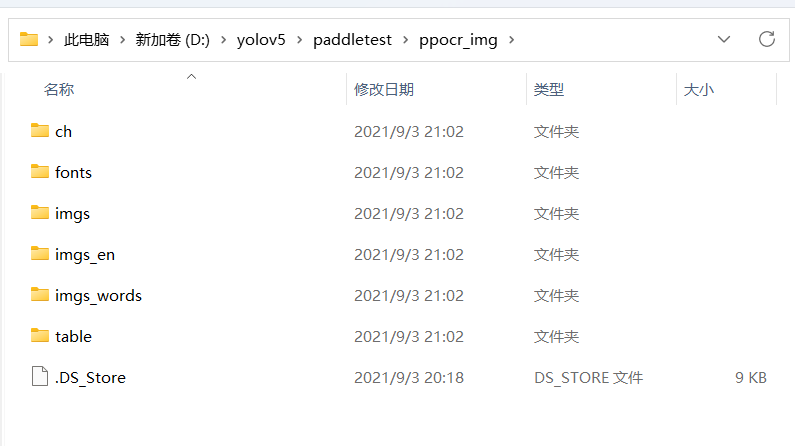 此电脑 > 新加卷 (D:) > yolov5 > paddletest > ppocr_img >
名称 修改日期 类型 大小
ch 2021/9/3 21:02 文件夹
fonts 2021/9/3 21:02 文件夹
imgs 2021/9/3 21:02 文件夹
imgs_en 2021/9/3 21:02 文件夹
imgs_words 2021/9/3 21:02 文件夹
table 2021/9/3 21:02 文件夹
.DS_Store 2021/9/3 20:18 DS_STORE 文件 9 KB